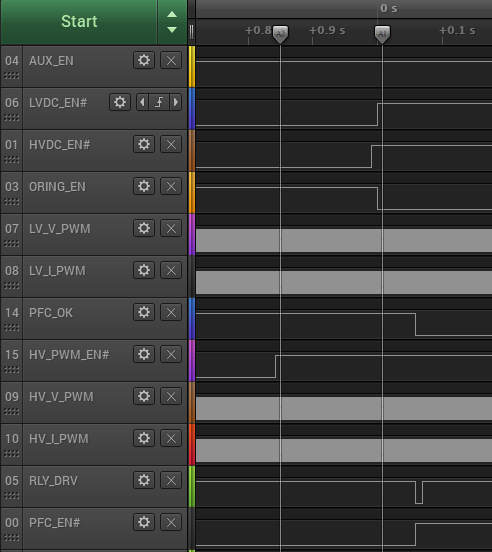 Start
0 s
+0.8
+0.9 s
+0.1 s
04 AUX_EN
06 LVDC_EN#
01 HVDC_EN#
03 ORING_EN
07 LV_V_PWM
08 LV_I_PWM
14 PFC_OK
15 HV_PWM_EN#
09 HV_V_PWM
10 HV_I_PWM
05 RLY_DRV
00 PFC_EN#